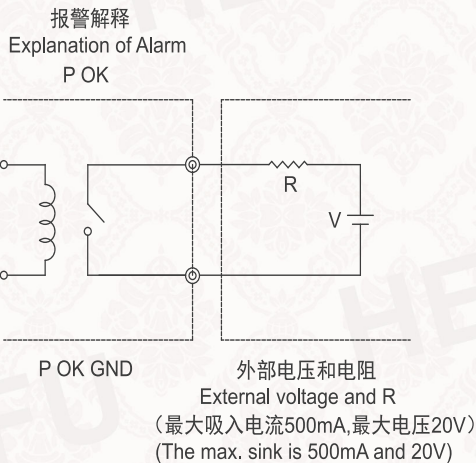 报警解释
Explanation of Alarm
P OK
R
V
P OK GND
外部电压和电阻
External voltage and R
（最大吸入电流500mA,最大电压20V）
(The max. sink is 500mA and 20V)